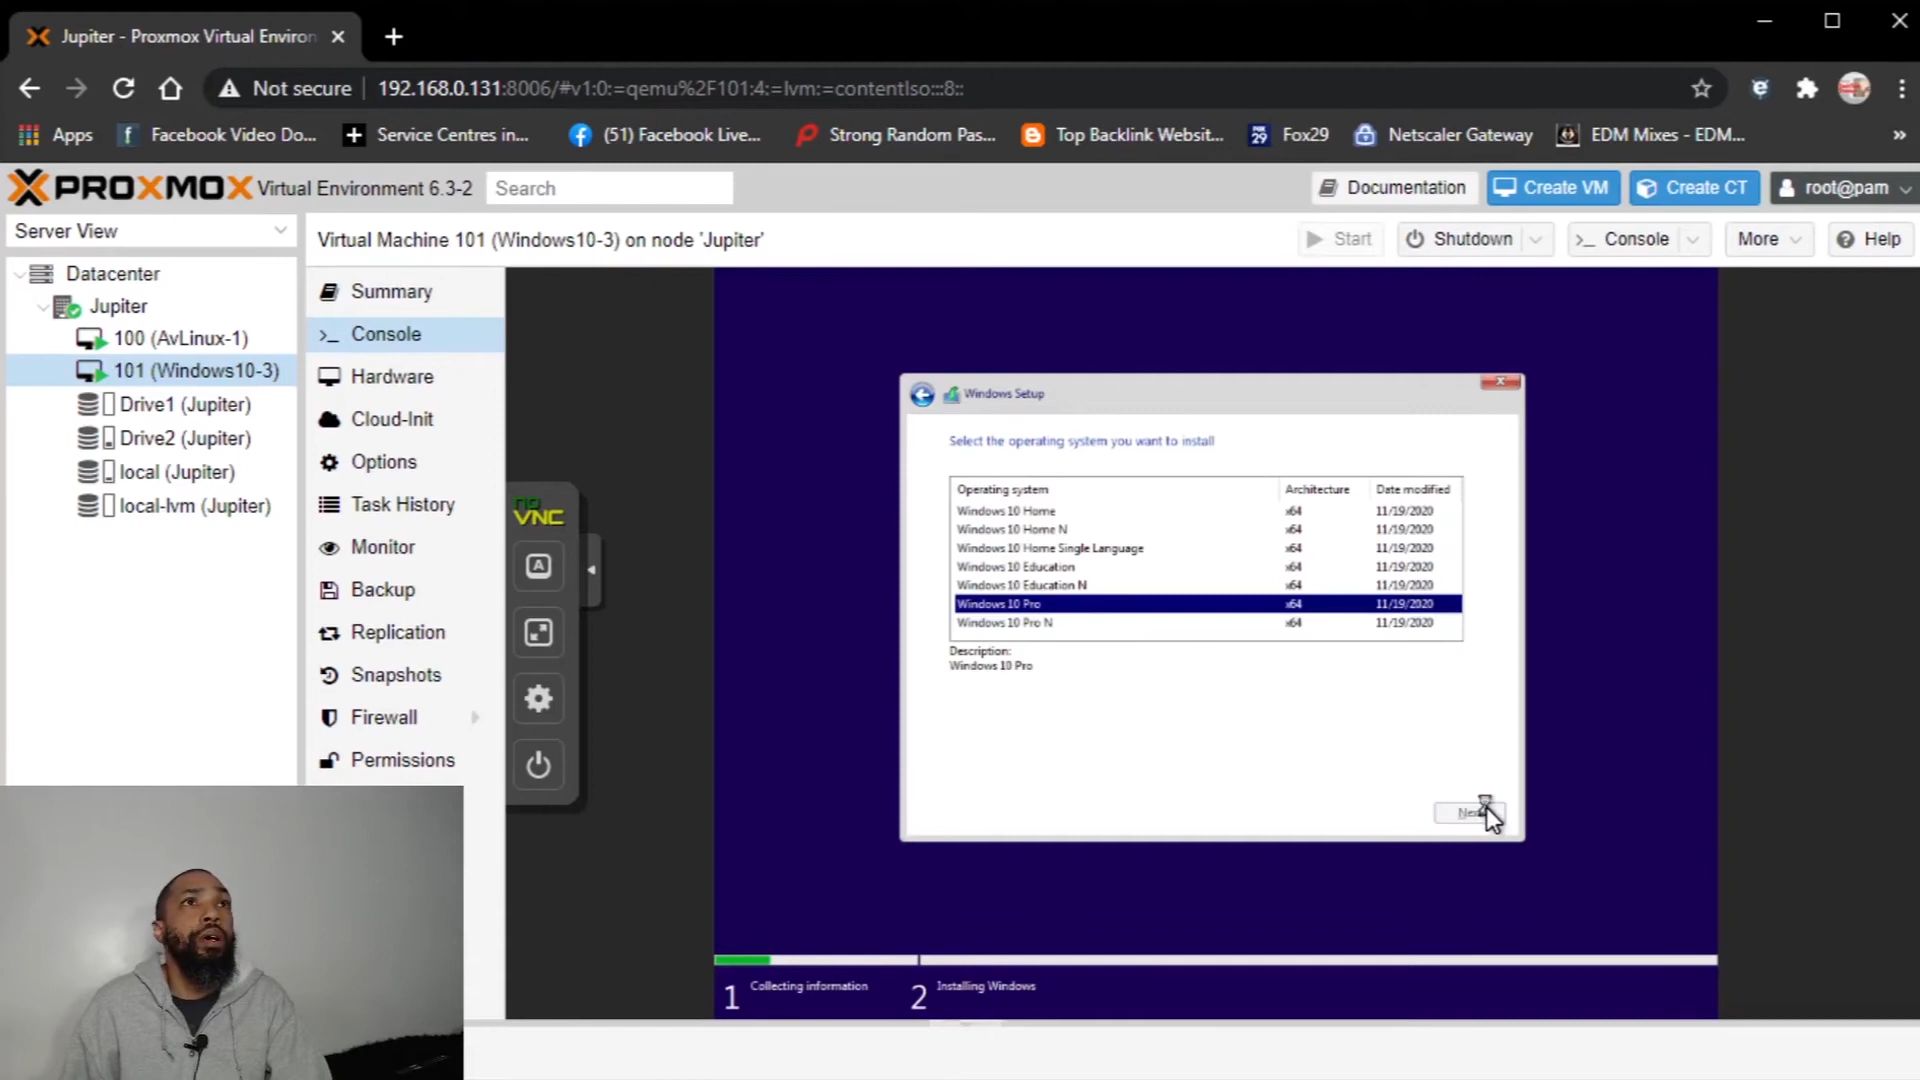 Jupiter - Proxmox Virtual Environ
Not secure
192.168.0.131:8006/#v1:0:=qemu%2F101:4:=lvm:=contentIso:::8::
Apps
Facebook Video Do...
Service Centres in...
(51) Facebook Live...
Strong Random Pas...
Top Backlink Websit...
Fox29
Netscaler Gateway
EDM Mixes - EDM...
PROXMOX Virtual Environment 6.3-2
Search
Documentation
Create VM
Create CT
root@pam
Server View
Virtual Machine 101 (Windows10-3) on node 'Jupiter'
Start
Shutdown
Console
More
Help
Datacenter
Jupiter
100 (AvLinux-1)
101 (Windows10-3)
Drive1 (Jupiter)
Drive2 (Jupiter)
local (Jupiter)
local-lvm (Jupiter)
Summary
Console
Hardware
Cloud-Init
Options
Task History
Monitor
Backup
Replication
Snapshots
Firewall
Permissions
no
VNC
A
Windows Setup
Select the operating system you want to install
Operating system Architecture Date modified
Windows 10 Home x64 11/19/2020
Windows 10 Home N x64 11/19/2020
Windows 10 Home Single Language x64 11/19/2020
Windows 10 Education x64 11/19/2020
Windows 10 Education N x64 11/19/2020
Windows 10 Pro x64 11/19/2020
Windows 10 Pro N x64 11/19/2020
Description:
Windows 10 Pro
1 Collecting information
2 Installing Windows